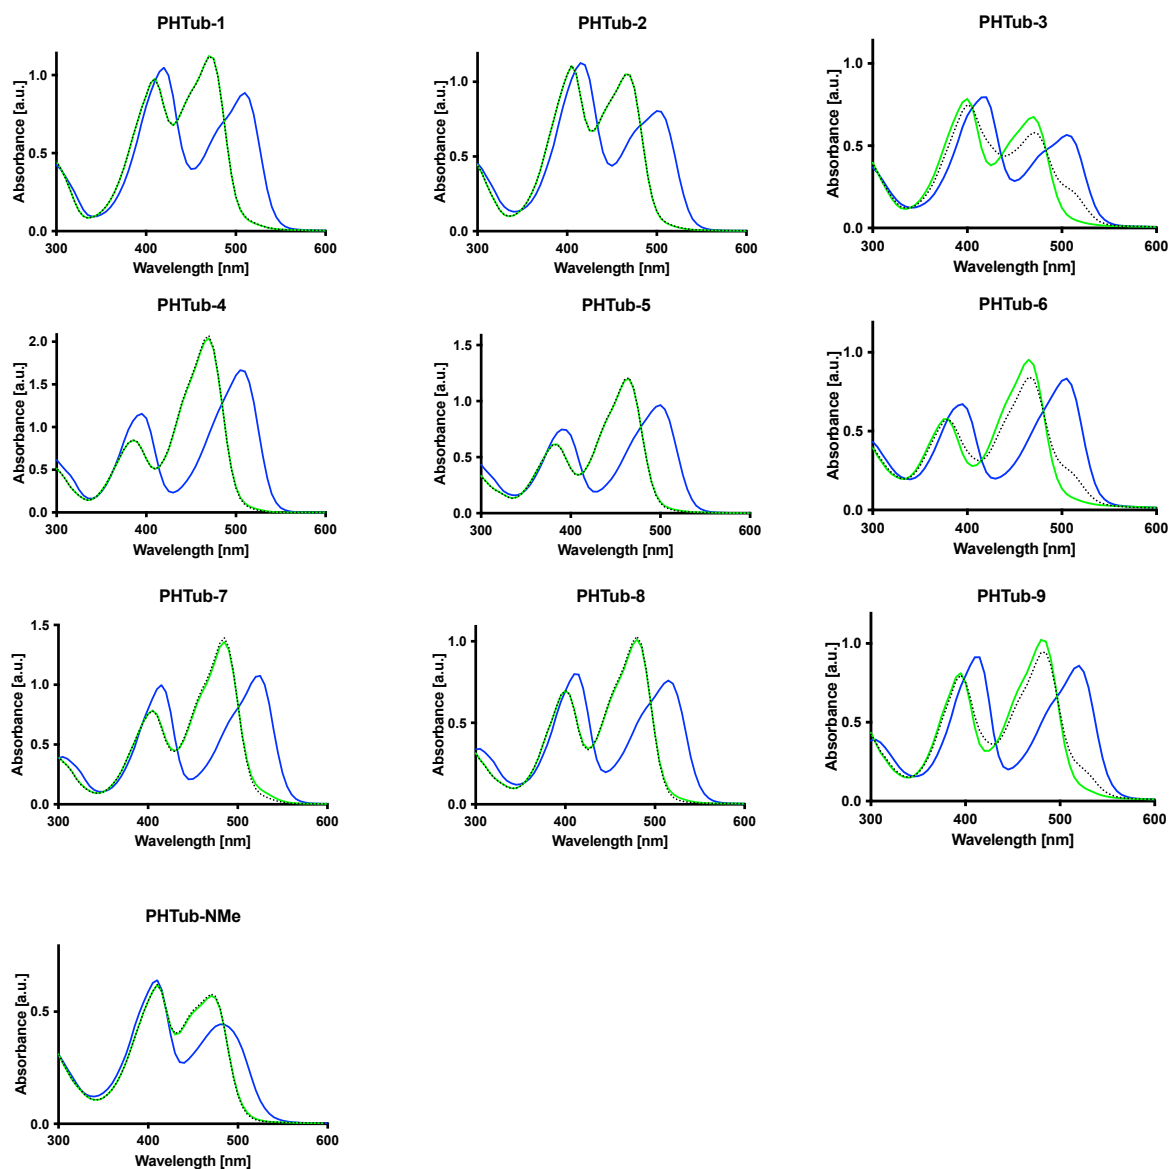 PHTub-1
Absorbance [a.u.]
1.0
0.5
0.0
300 400 500 600
Wavelength [nm]
PHTub-2
Absorbance [a.u.]
1.0
0.5
0.0
300 400 500 600
Wavelength [nm]
PHTub-3
Absorbance [a.u.]
1.0
0.5
0.0
300 400 500 600
Wavelength [nm]
PHTub-4
Absorbance [a.u.]
2.0
1.5
1.0
0.5
0.0
300 400 500 600
Wavelength [nm]
PHTub-5
Absorbance [a.u.]
1.5
1.0
0.5
0.0
300 400 500 600
Wavelength [nm]
PHTub-6
Absorbance [a.u.]
1.0
0.5
0.0
300 400 500 600
Wavelength [nm]
PHTub-7
Absorbance [a.u.]
1.5
1.0
0.5
0.0
300 400 500 600
Wavelength [nm]
PHTub-8
Absorbance [a.u.]
1.0
0.5
0.0
300 400 500 600
Wavelength [nm]
PHTub-9
Absorbance [a.u.]
1.0
0.5
0.0
300 400 500 600
Wavelength [nm]
PHTub-NMe
Absorbance [a.u.]
0.5
0.0
300 400 500 600
Wavelength [nm]